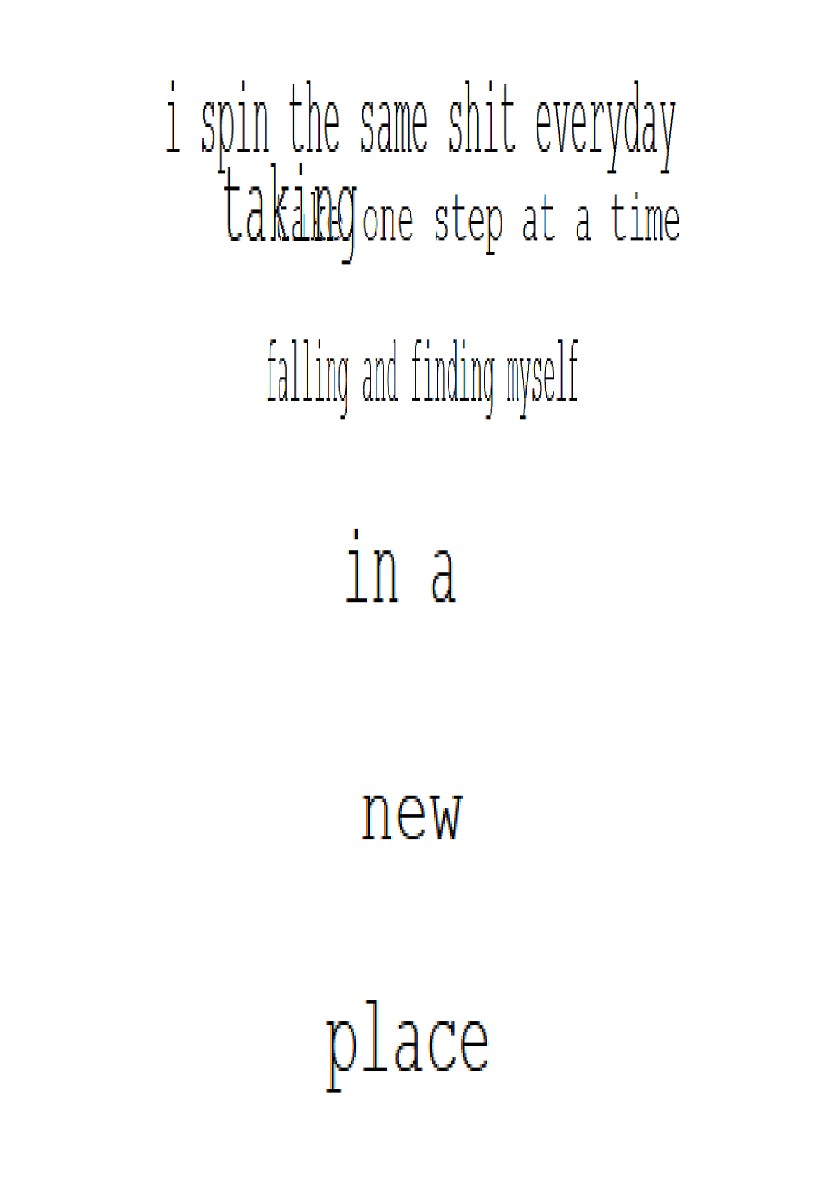 i spin the same shit everyday
taking one step at a time
falling and finding myself
in a
new
place